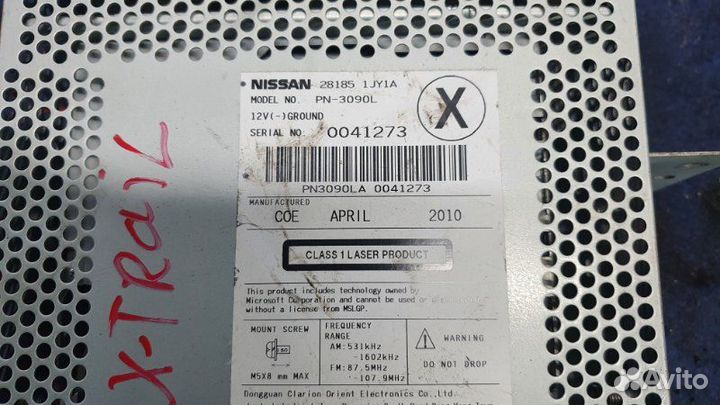 X-TRAIL
NISSAN 28185 1JY1A
MODEL NO. PN-3090L
12V(-)GROUND
SERIAL NO: 0041273
X
PN3090LA 0041273
MANUFACTURED
COE APRIL 2010
CLASS 1 LASER PRODUCT
This product includes technology owned by
Microsoft Corporation and cannot be used or
without a license from MSLGP.
MOUNT SCREW
M5X8 mm MAX
FREQUENCY
RANGE
AM:531kHz
-1602kHz
FM:87.5MHz
-107.9MHz
WARNING
DO NOT DROP
Dongguan Clarion Orient Electronics Co.,Ltd.
Avito